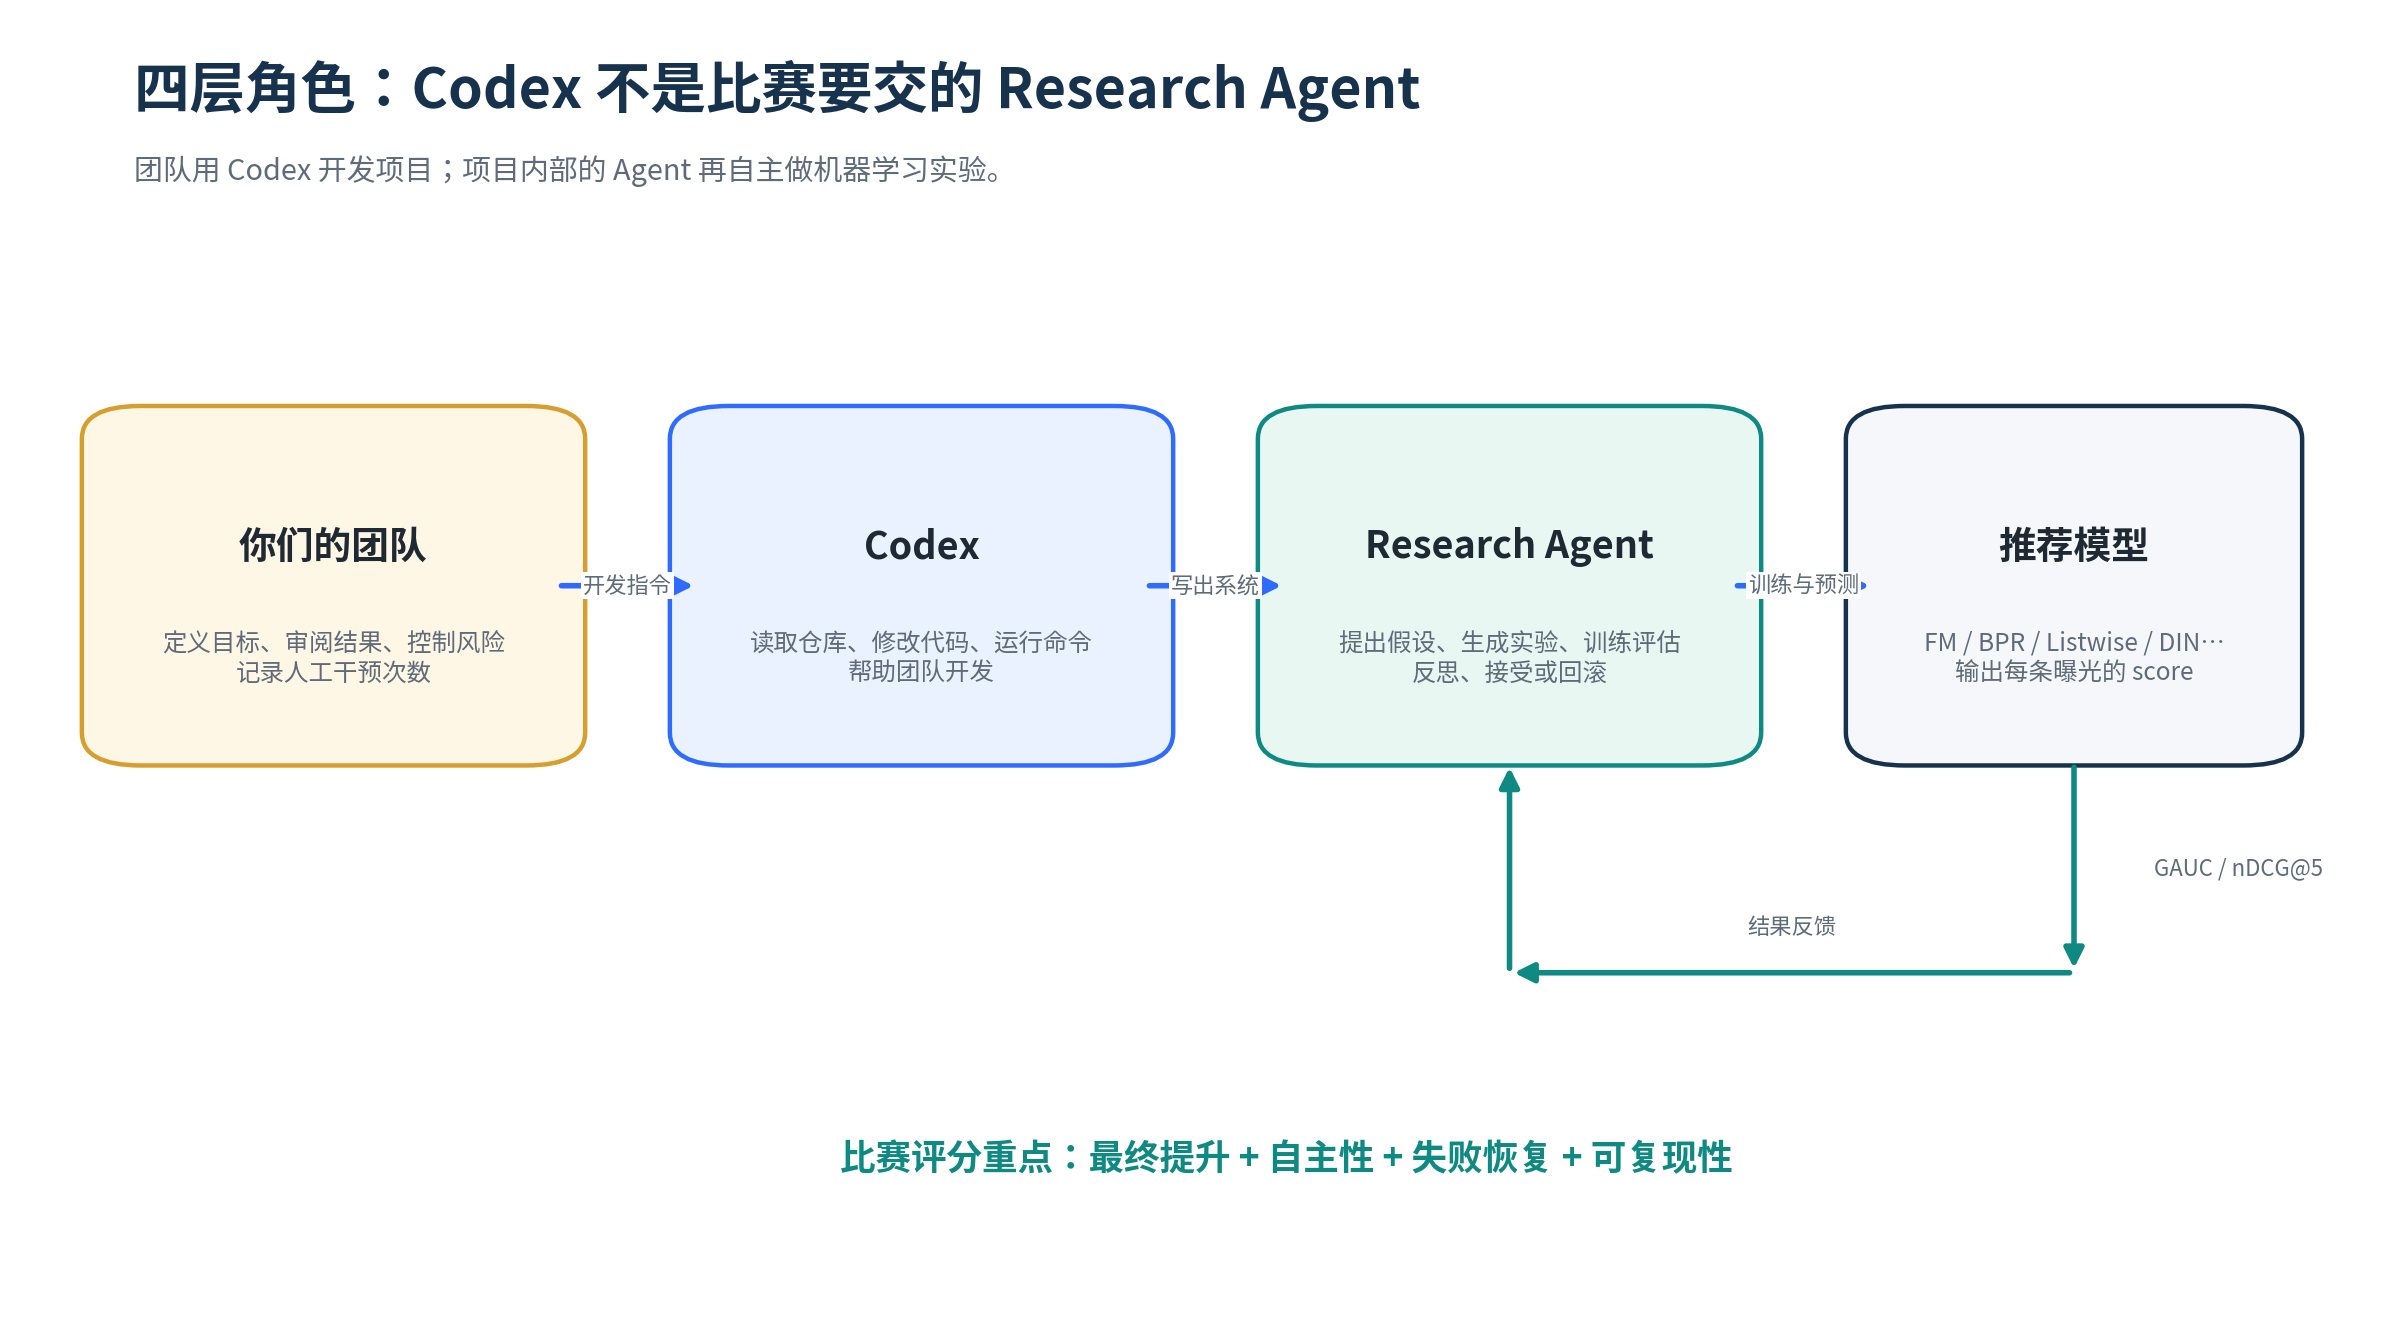 四层角色：Codex 不是比赛要交的 Research Agent
团队用 Codex 开发项目；项目内部的 Agent 再自主做机器学习实验。
你们的团队
定义目标、审阅结果、控制风险
记录人工干预次数
开发指令
Codex
读取仓库、修改代码、运行命令
帮助团队开发
写出系统
Research Agent
提出假设、生成实验、训练评估
反思、接受或回滚
训练与预测
推荐模型
FM / BPR / Listwise / DIN…
输出每条曝光的 score
GAUC / nDCG@5
结果反馈
比赛评分重点：最终提升 + 自主性 + 失败恢复 + 可复现性